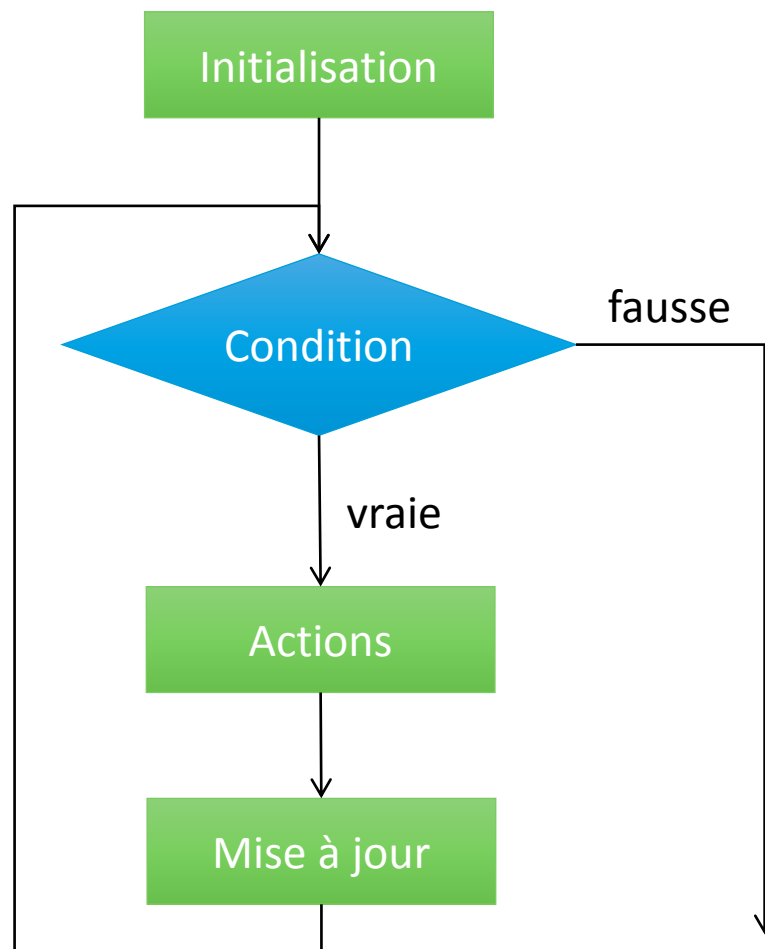 Initialisation
Condition
fausse
vraie
Actions
Mise à jour